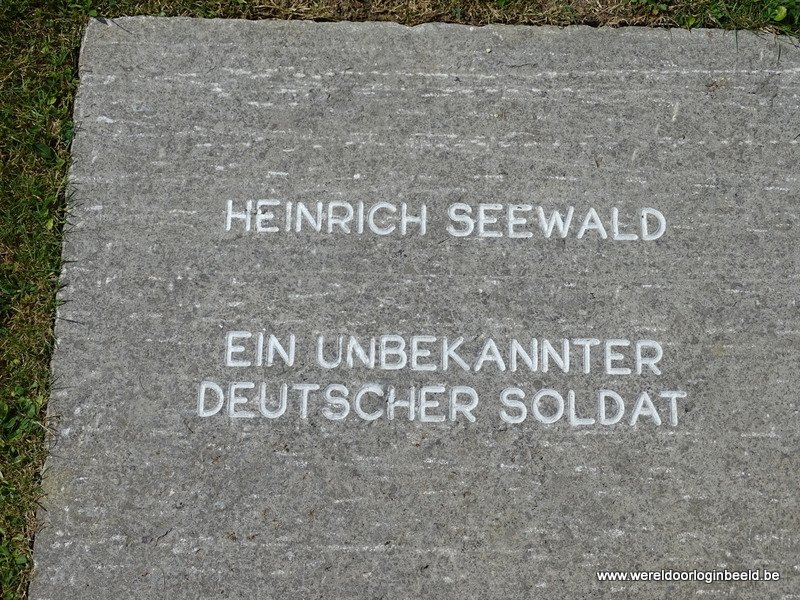 HEINRICH SEEWALD
EIN UNBEKANNTER
DEUTSCHER SOLDAT
www.wereldoorloginbeeld.be